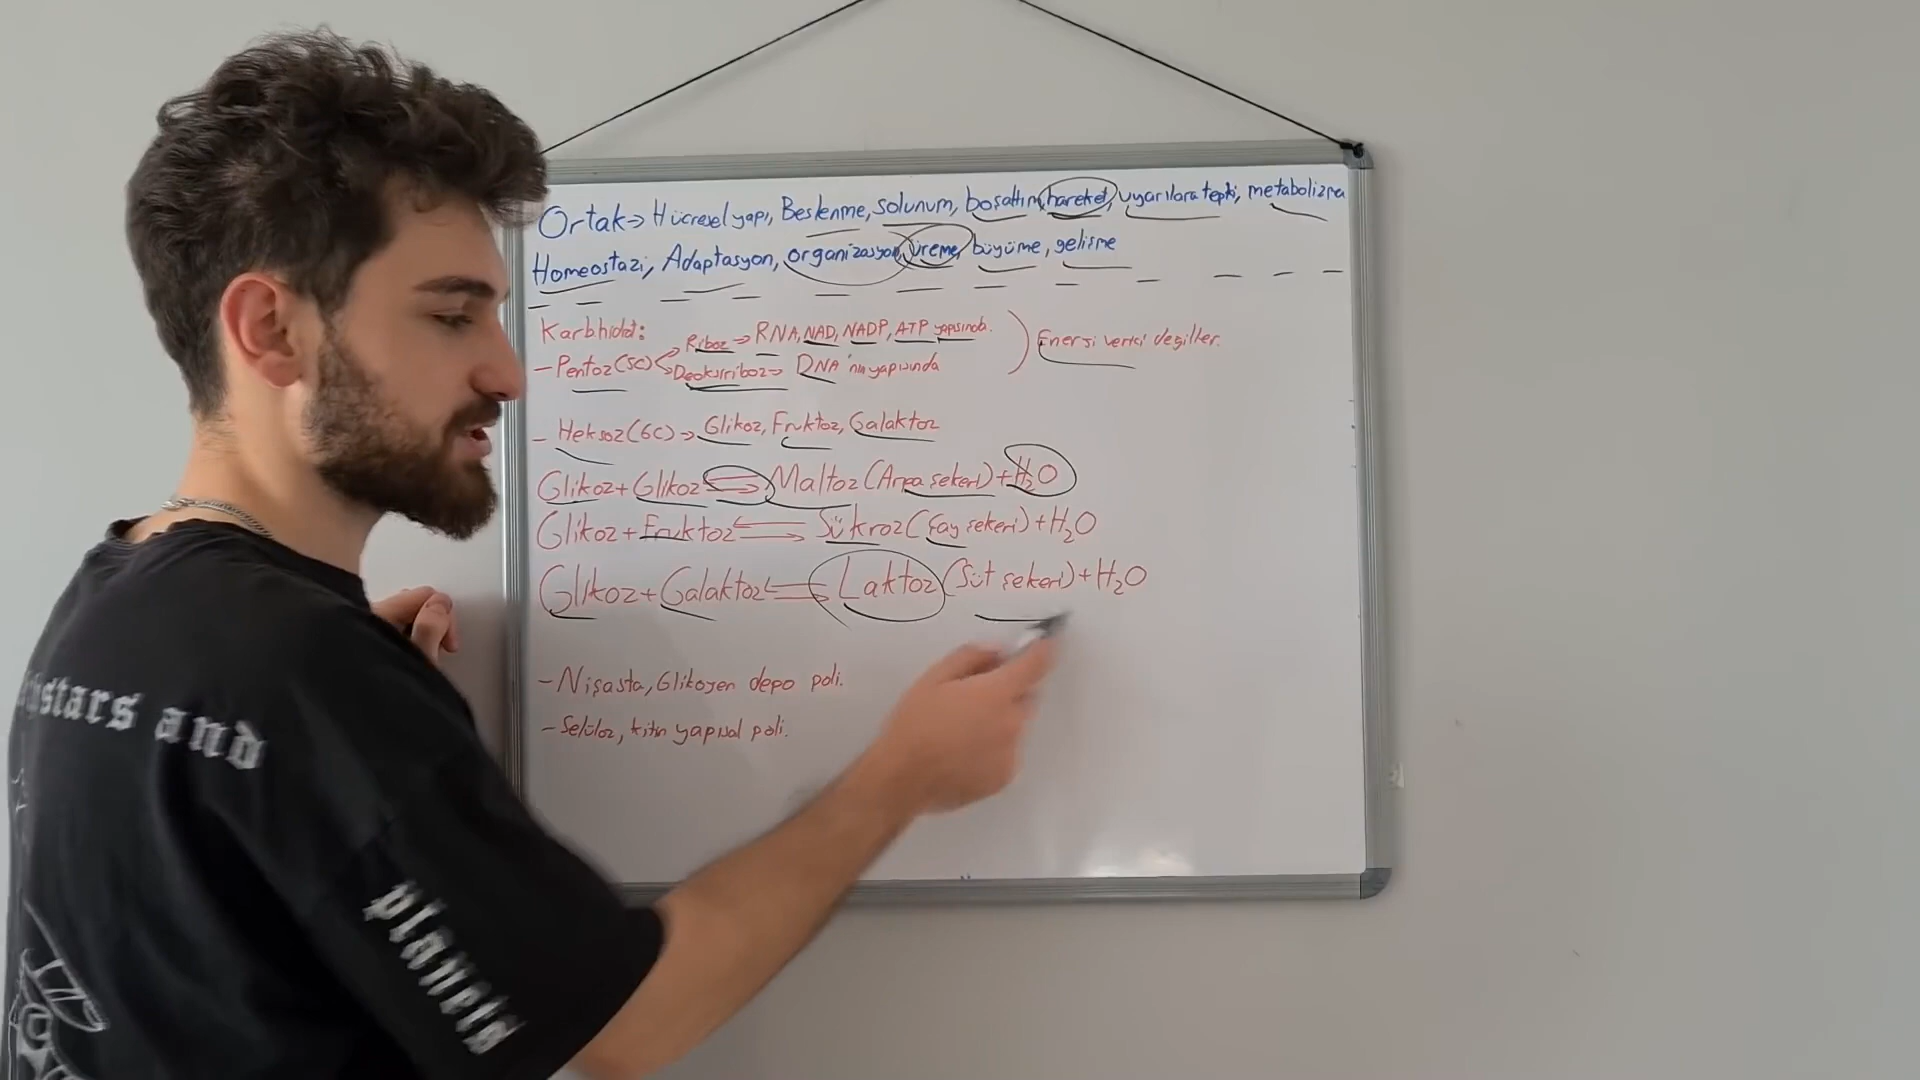 Ortak→ Hücresel yapı, Beslenme, solunum, boşaltım, hareket, uyarılara tepki, metabolizma
Homeostazi, Adaptasyon, organizasyon, üreme, büyüme, gelişme
Karbhidat:
Riboz → RNA, NAD, NADP, ATP yapısında.
- Pentoz (5C)
Deoksiriboz → DNA'nın yapısında
Enerji verici değiller.
- Heksoz (6C) → Glikoz, Fruktoz, Galaktoz
Glikoz + Glikoz ⇌ Maltoz (Arpa şekeri) + H₂O
Glikoz + Fruktoz ⇌ Sükroz (Çay şekeri) + H₂O
Glikoz + Galaktoz ⇌ Laktoz (Süt şekeri) + H₂O
- Nişasta, Glikojen depo poli.
- Selüloz, kitin yapısal poli.
stars and
planets